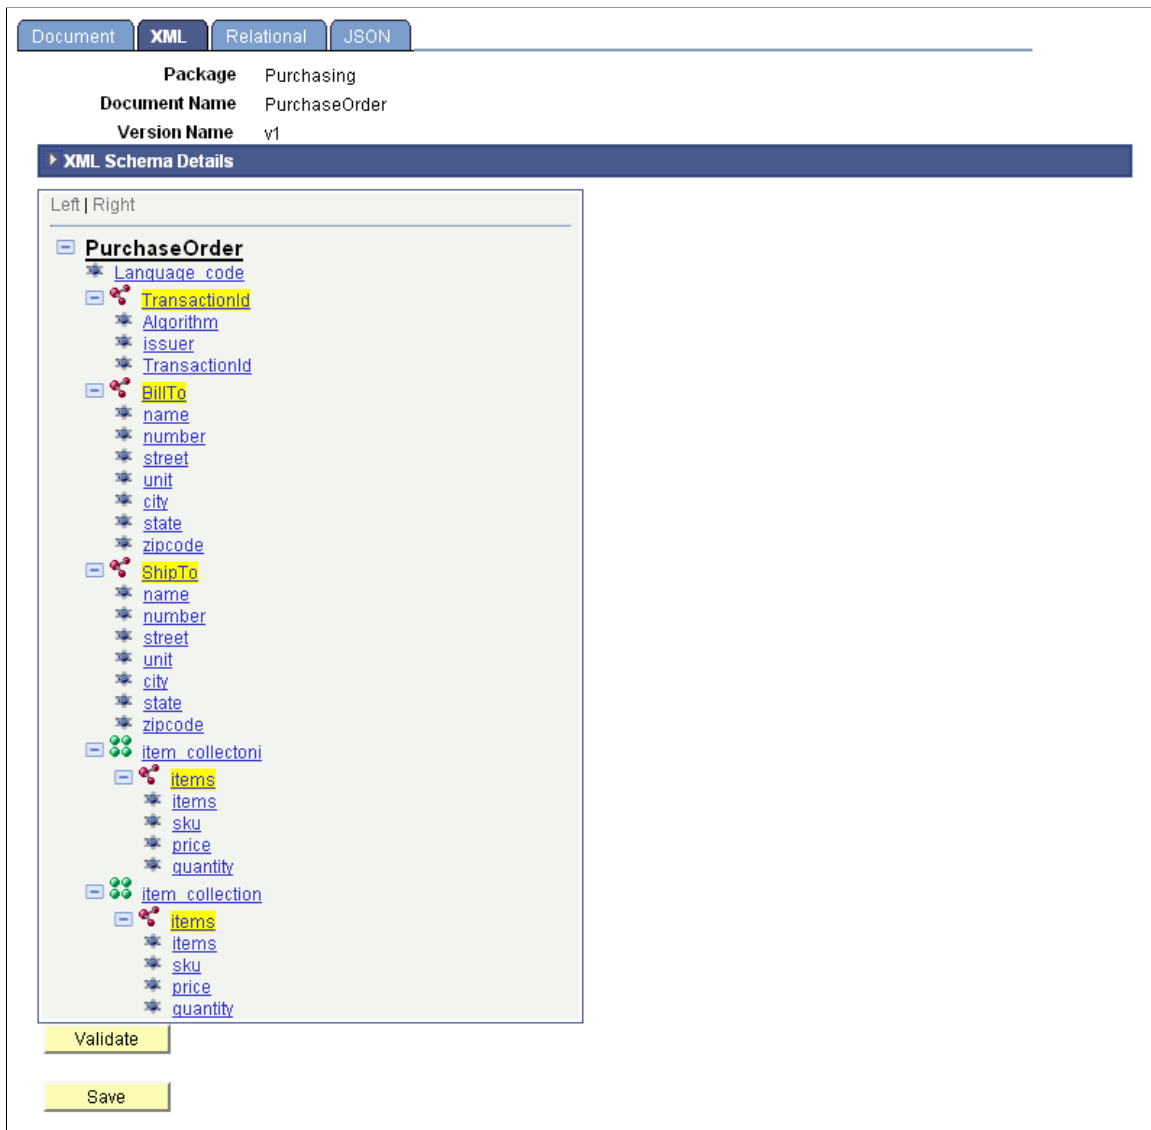 Document XML Relational JSON
Package Purchasing
Document Name PurchaseOrder
Version Name v1
XML Schema Details
Left | Right
PurchaseOrder
Language_code
TransactionId
Algorithm
issuer
TransactionId
BillTo
name
number
street
unit
city
state
zipcode
ShipTo
name
number
street
unit
city
state
zipcode
item_collectoni
items
items
sku
price
quantity
item_collection
items
items
sku
price
quantity
Validate
Save